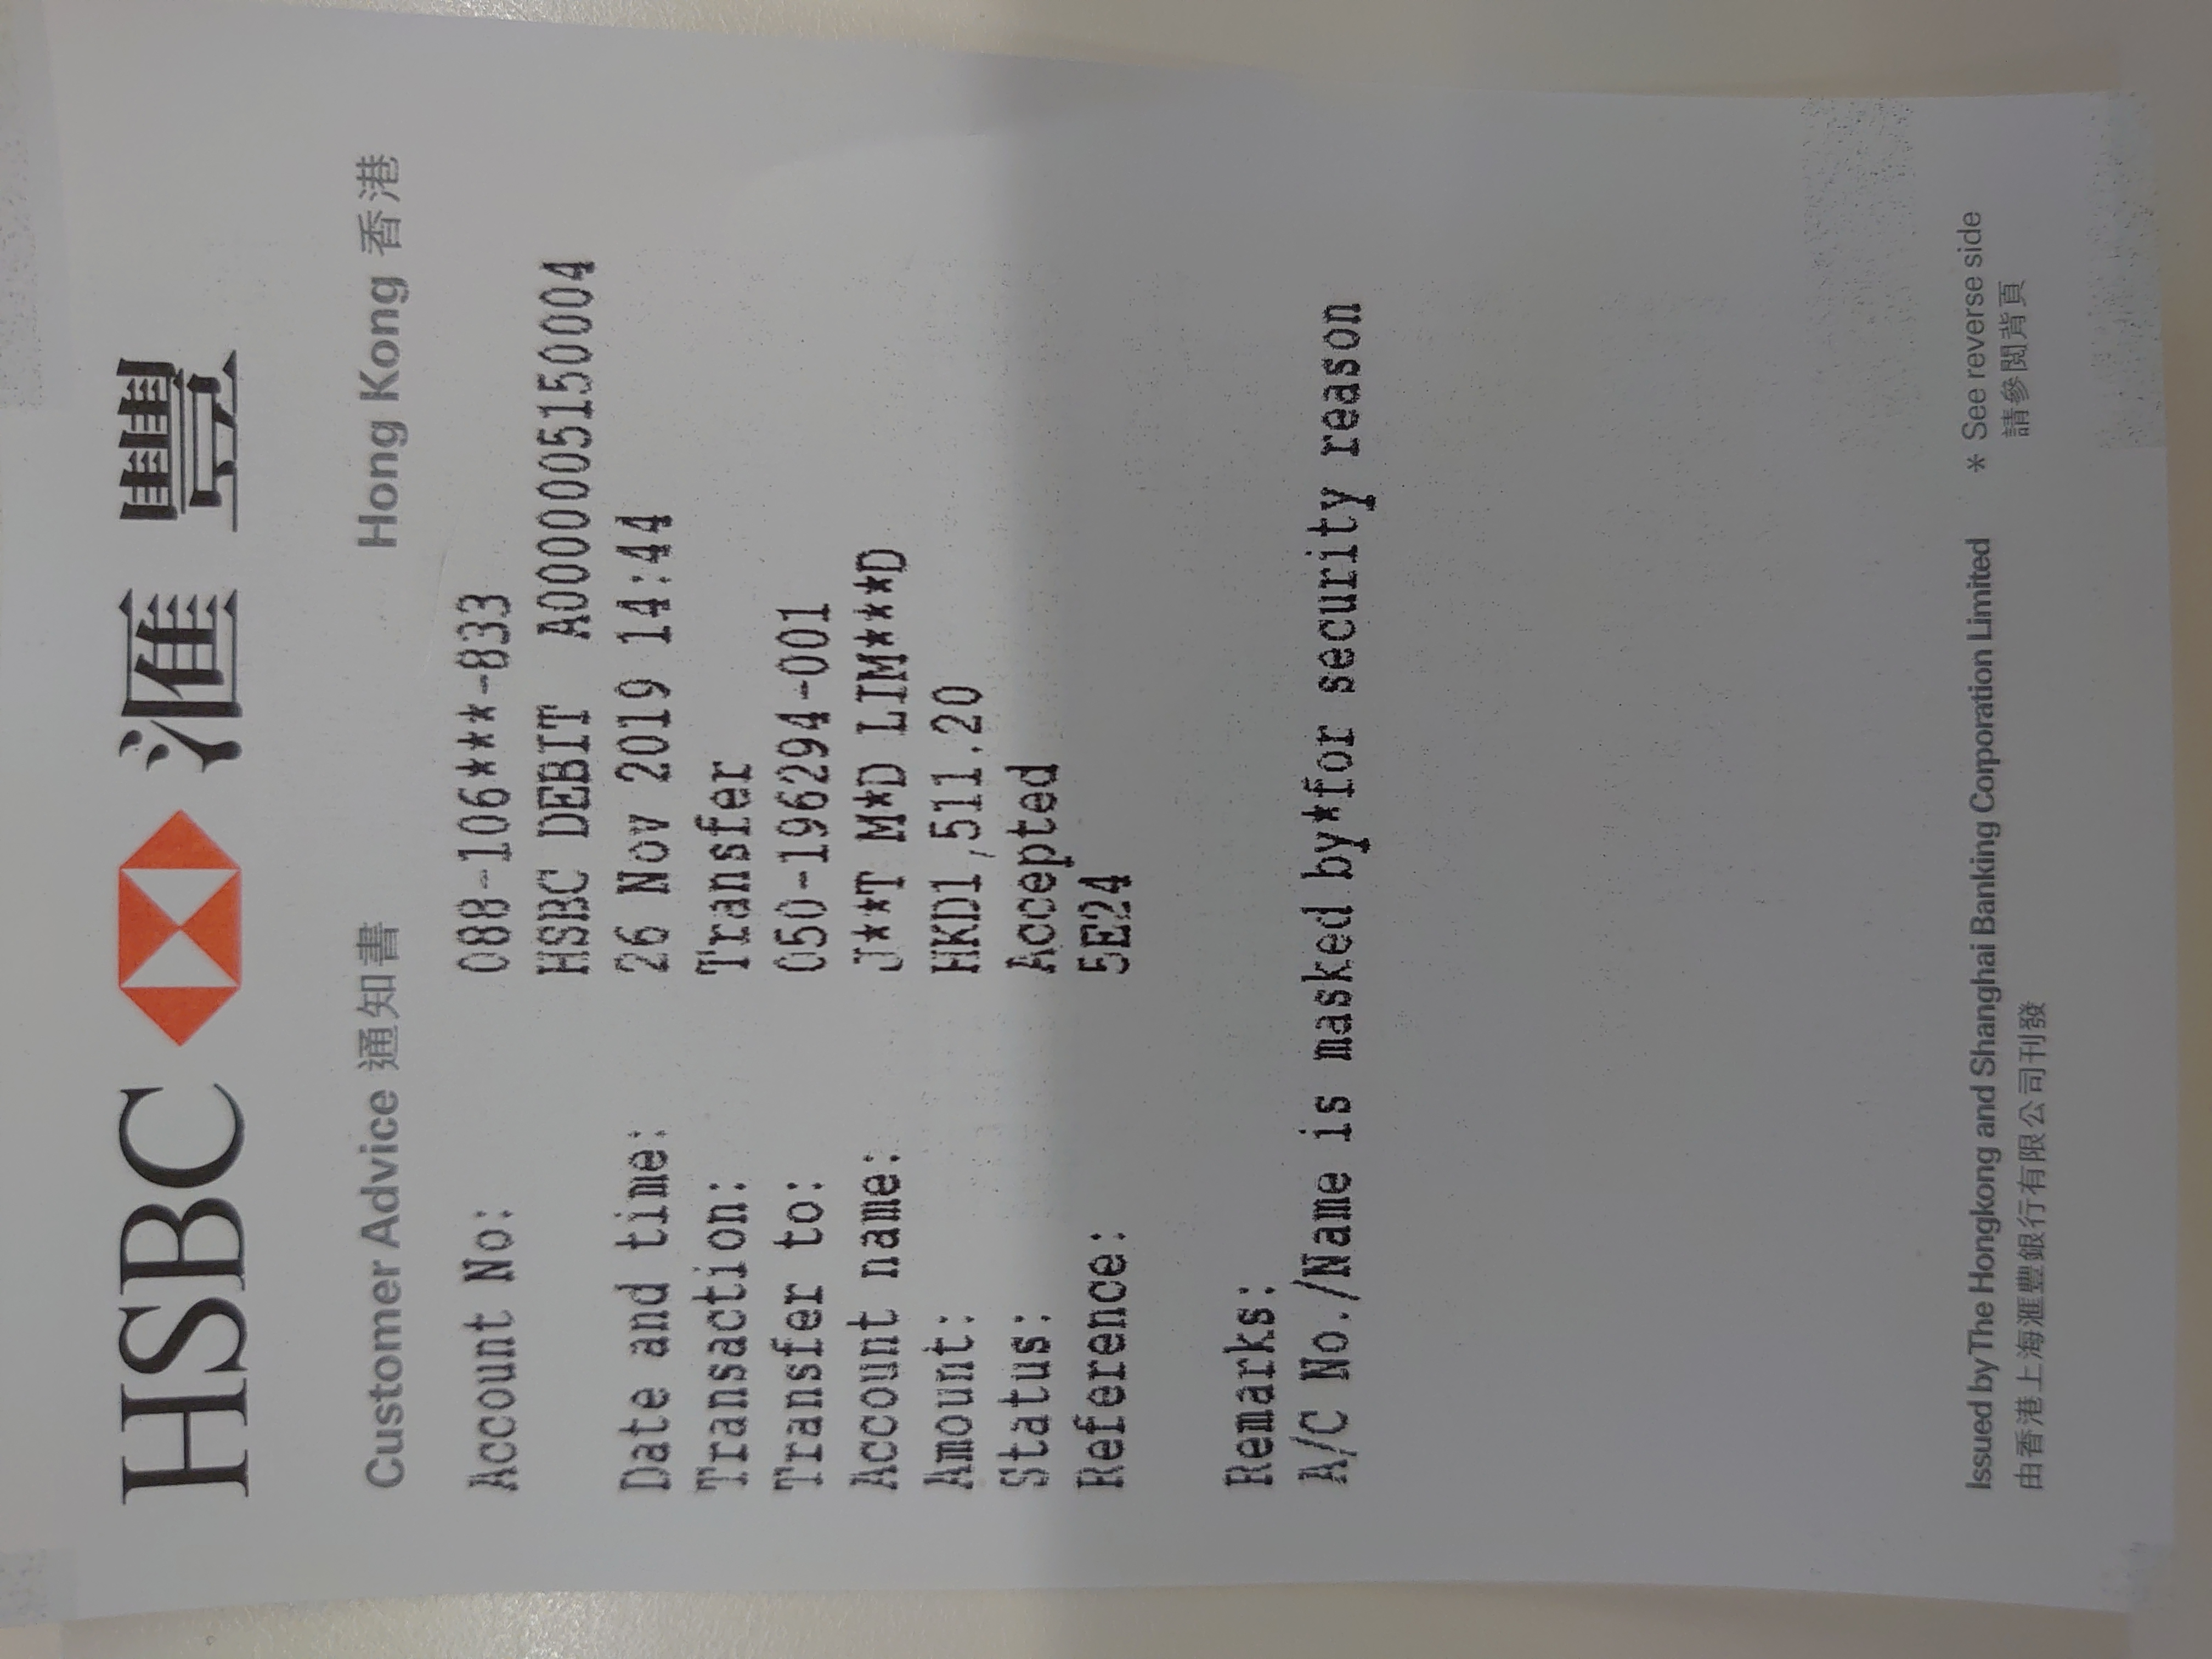 HSBC 滙豐
Customer Advice 通知書 Hong Kong 香港
Account No: 088-106***-833
HSBC DEBIT A0000005150004
Date and time: 26 Nov 2019 14:44
Transaction: Transfer
Transfer to: 050-196294-001
Account name: J**T M*D LIM***D
Amount: HKD1,511.20
Status: Accepted
Reference: 5E24
Remarks:
A/C No./Name is masked by*for security reason
Issued by The Hongkong and Shanghai Banking Corporation Limited * See reverse side
由香港上海滙豐銀行有限公司刊發 請參閱背頁